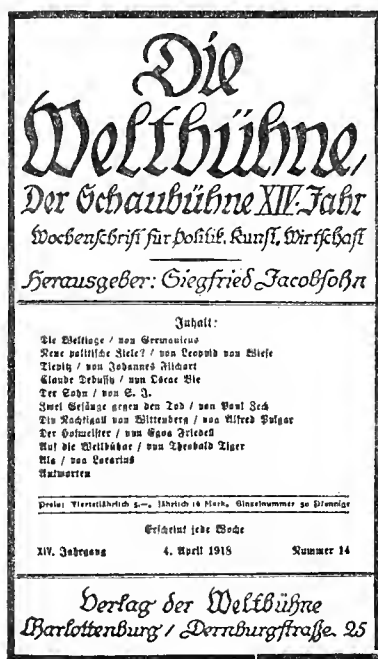 Die
Weltbühne
Der Schaubühne XIV. Jahr
Wochenschrift für Politik. Kunst. Wirtschaft
Herausgeber: Siegfried Jacobsohn
Inhalt:
Die Weltlage / von Germanicus
Neue politische Ziele? / von Leopold von Wiese
Tirpitz / von Johannes Fischart
Claude Debussy / von Oscar Bie
Der Sohn / von S. J.
Zwei Gesänge gegen den Tod / von Paul Zech
Die Nachtigall von Wittenberg / von Alfred Polgar
Der Hofmeister / von Egon Friedell
Auf die Weltbühne / von Theobald Tiger
/ von Lorarius
Antworten
Preis: Vierteljährlich 5.—, jährlich 18 Mark. Einzelnummer 50 Pfennige
Erscheint jede Woche
XIV. Jahrgang 4. April 1918 Nummer 14
Verlag der Weltbühne
Charlottenburg / Dernburgstraße. 25